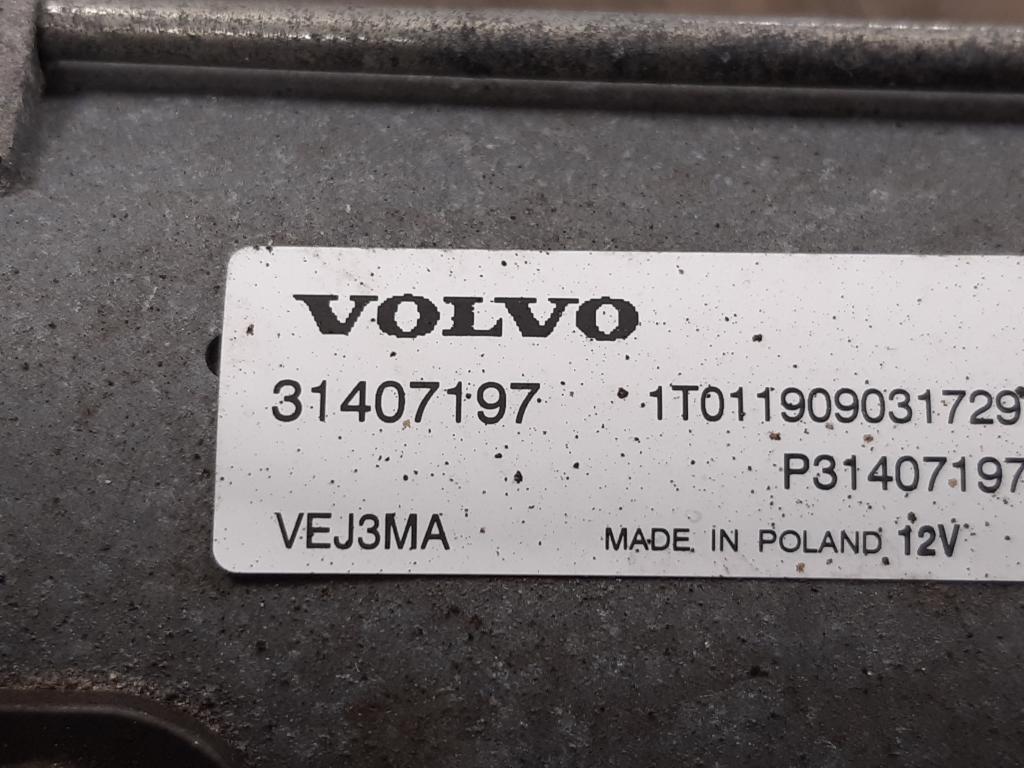 VOLVO
31407197 1T011909031729
P31407197
VEJ3MA MADE IN POLAND 12V